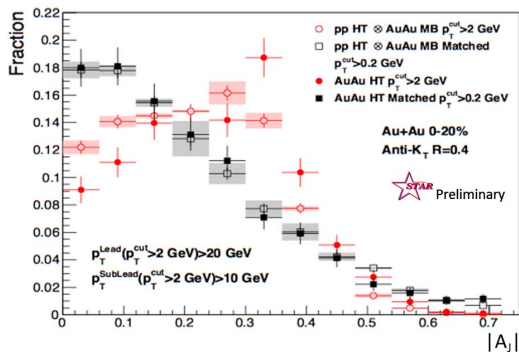 Fraction
0.2
0.18
0.16
0.14
0.12
0.1
0.08
0.06
0.04
0.02
0
0 0.1 0.2 0.3 0.4 0.5 0.6 0.7
|A_J|
pp HT ⊗ AuAu MB p_T^cut>2 GeV
pp HT ⊗ AuAu MB Matched
p_T^cut>0.2 GeV
AuAu HT p_T^cut>2 GeV
AuAu HT Matched p_T^cut>0.2 GeV
Au+Au 0-20%
Anti-K_T R=0.4
STAR Preliminary
p_T^Lead(p_T^cut>2 GeV)>20 GeV
p_T^SubLead(p_T^cut>2 GeV)>10 GeV